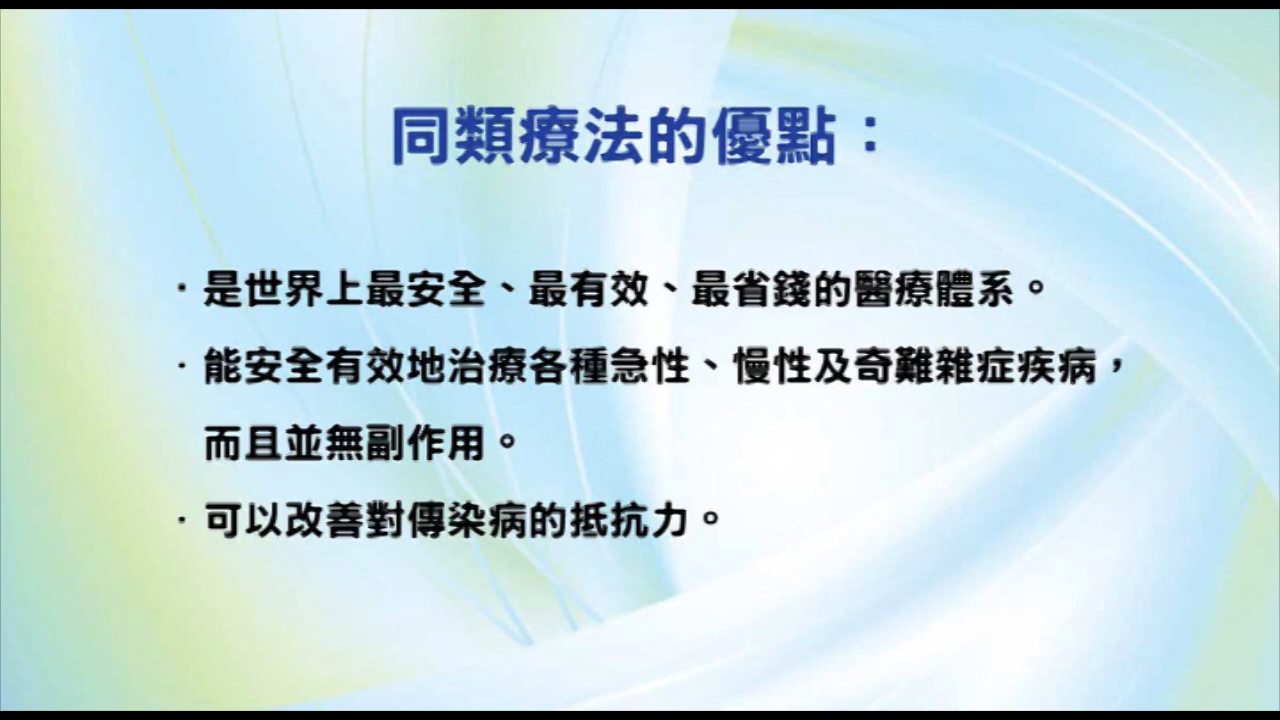 同類療法的優點：
·是世界上最安全、最有效、最省錢的醫療體系。
·能安全有效地治療各種急性、慢性及奇難雜症疾病，
而且並無副作用。
·可以改善對傳染病的抵抗力。